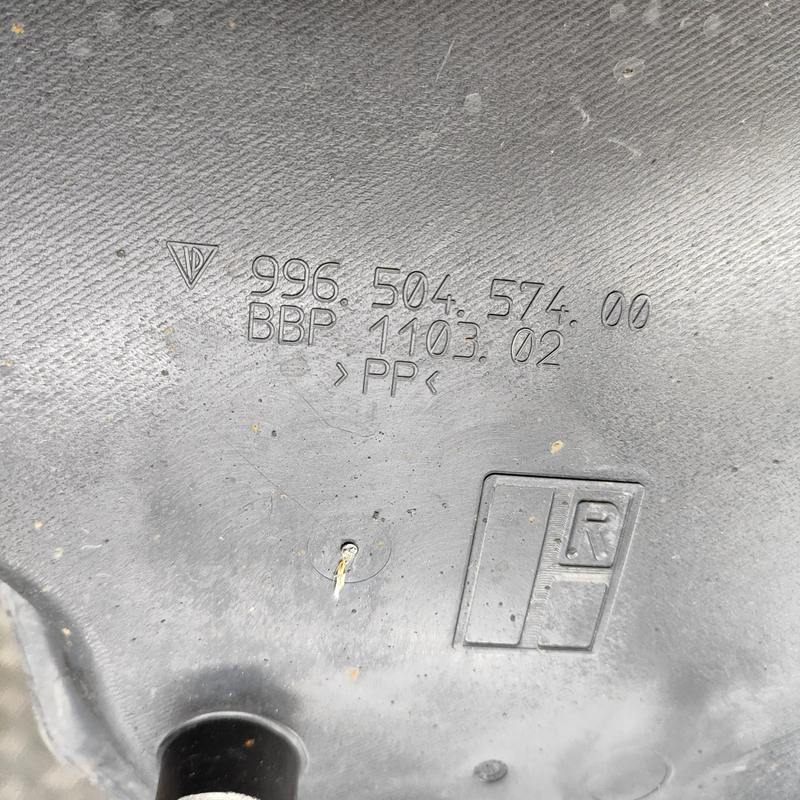 996. 504. 574. 00
BBP 1103. 02
>PP<
R